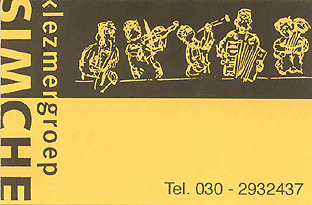 klezmergroep
SIMCHE
Tel. 030 - 2932437